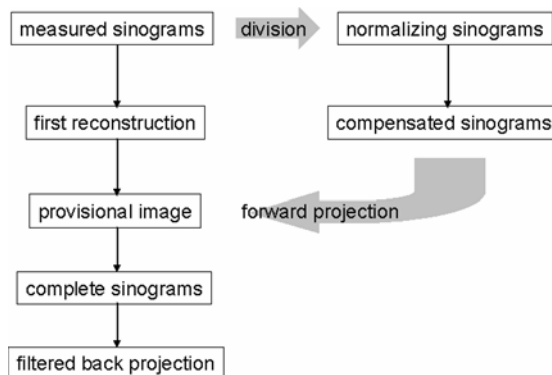 measured sinograms
division
normalizing sinograms
first reconstruction
compensated sinograms
provisional image
forward projection
complete sinograms
filtered back projection